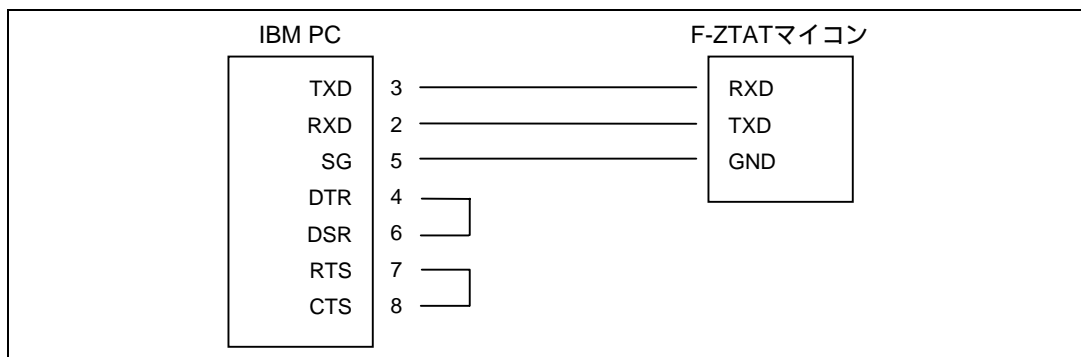 IBM PC F-ZTATマイコン
TXD 3 RXD
RXD 2 TXD
SG 5 GND
DTR 4
DSR 6
RTS 7
CTS 8